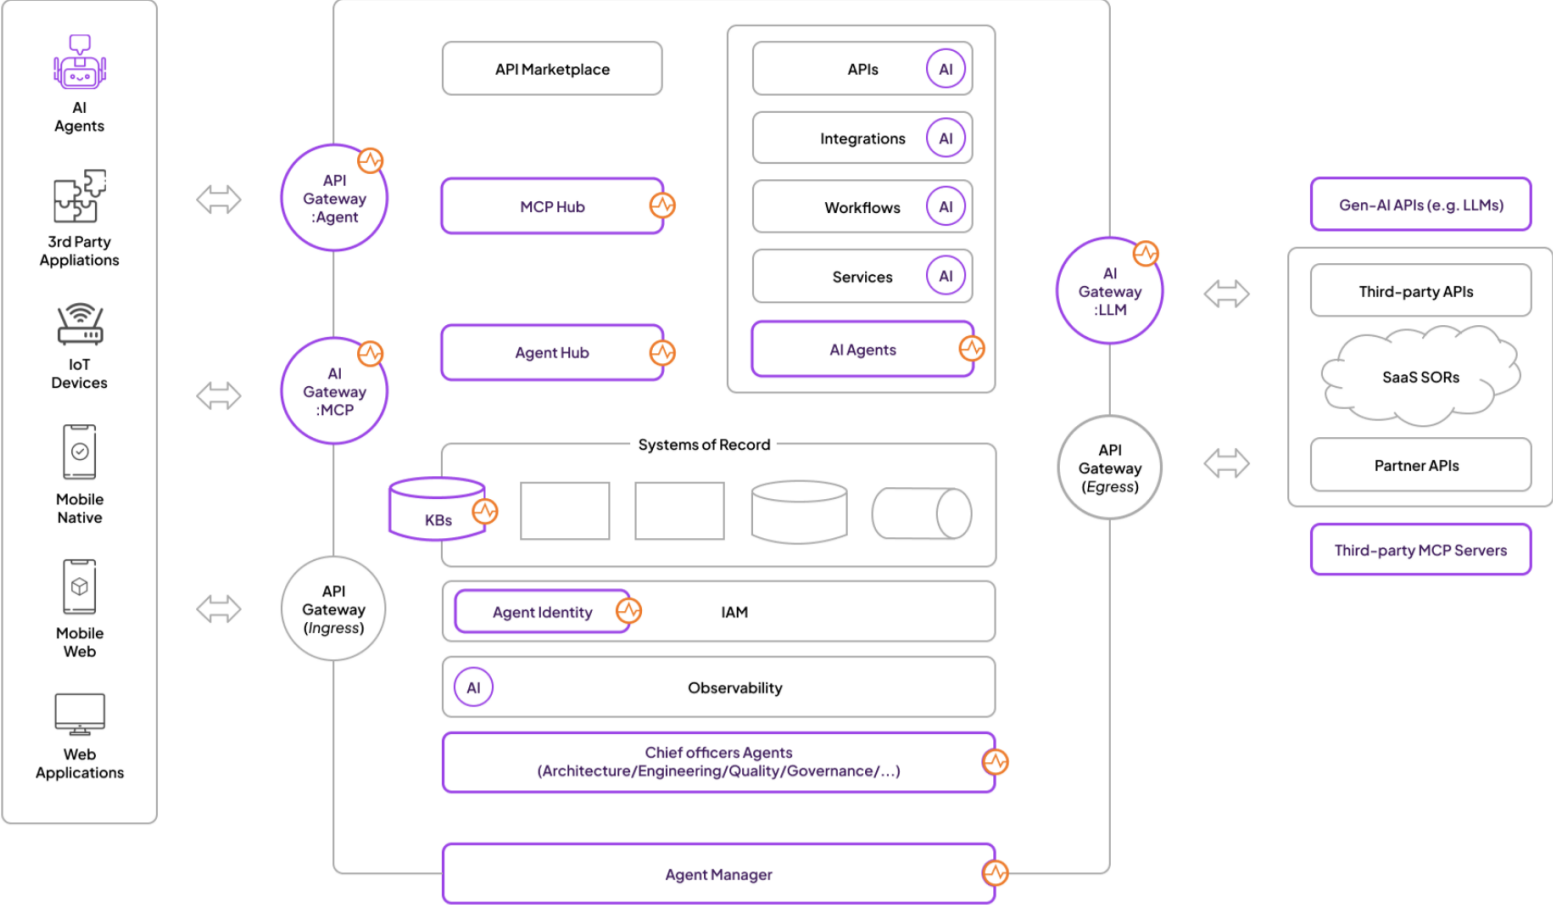 AI
Agents
3rd Party
Appliations
IoT
Devices
Mobile
Native
Mobile
Web
Web
Applications
API
Gateway
:Agent
AI
Gateway
:MCP
API
Gateway
(Ingress)
API Marketplace
MCP Hub
Agent Hub
APIs
AI
Integrations
AI
Workflows
AI
Services
AI
AI Agents
Systems of Record
KBs
Agent Identity
IAM
AI
Observability
Chief officers Agents
(Architecture/Engineering/Quality/Governance/...)
Agent Manager
AI
Gateway
:LLM
API
Gateway
(Egress)
Gen-AI APIs (e.g. LLMs)
Third-party APIs
SaaS SORs
Partner APIs
Third-party MCP Servers